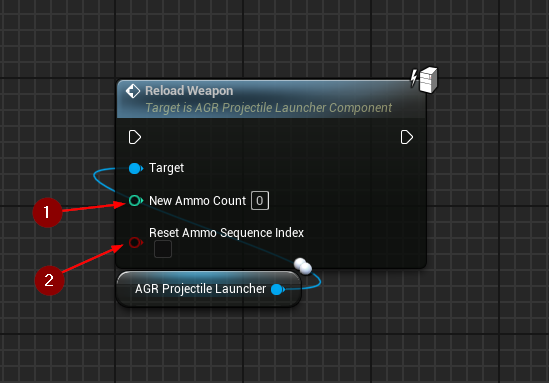 Reload Weapon
Target is AGR Projectile Launcher Component
Target
1
New Ammo Count 0
Reset Ammo Sequence Index
2
AGR Projectile Launcher